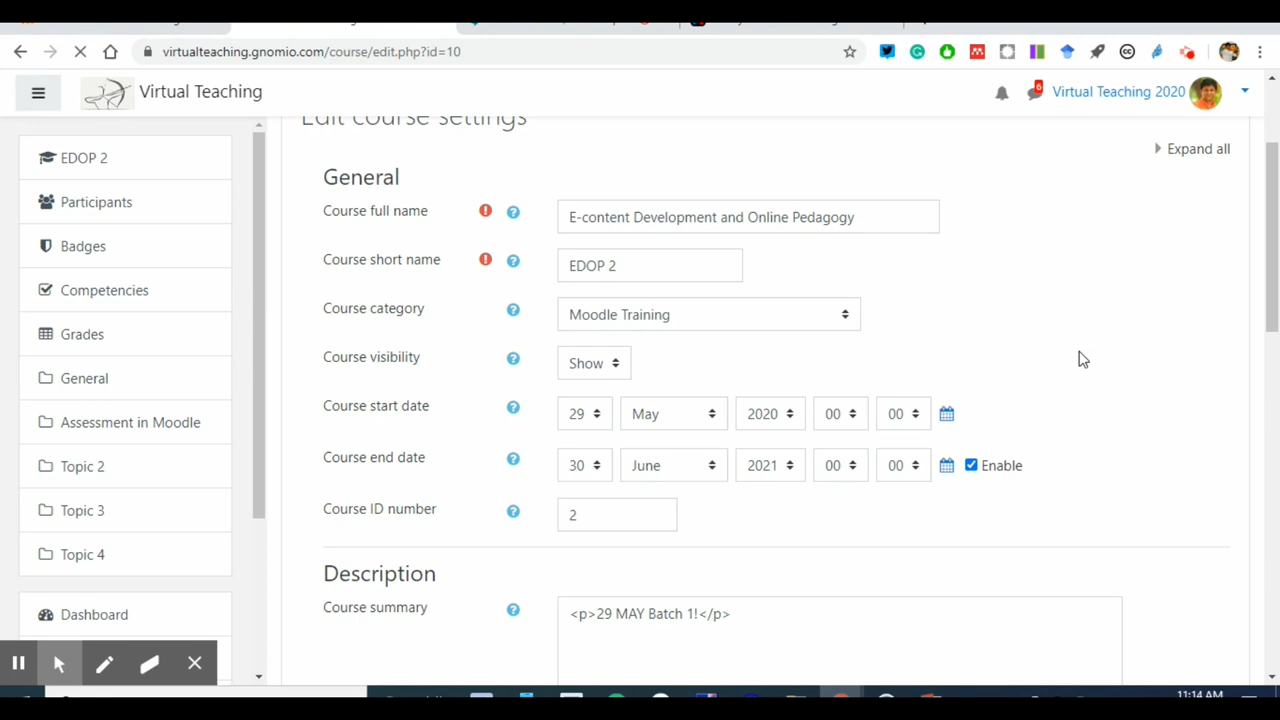 virtualteaching.gnomio.com/course/edit.php?id=10
Virtual Teaching
6
Virtual Teaching 2020
Edit course settings
Expand all
EDOP 2
Participants
Badges
Competencies
Grades
General
Assessment in Moodle
Topic 2
Topic 3
Topic 4
Dashboard
General
Course full name
E-content Development and Online Pedagogy
Course short name
EDOP 2
Course category
Moodle Training
Course visibility
Show
Course start date
29 May 2020 00 00
Course end date
30 June 2021 00 00 Enable
Course ID number
2
Description
Course summary
<p>29 MAY Batch 1!</p>
11:14 AM